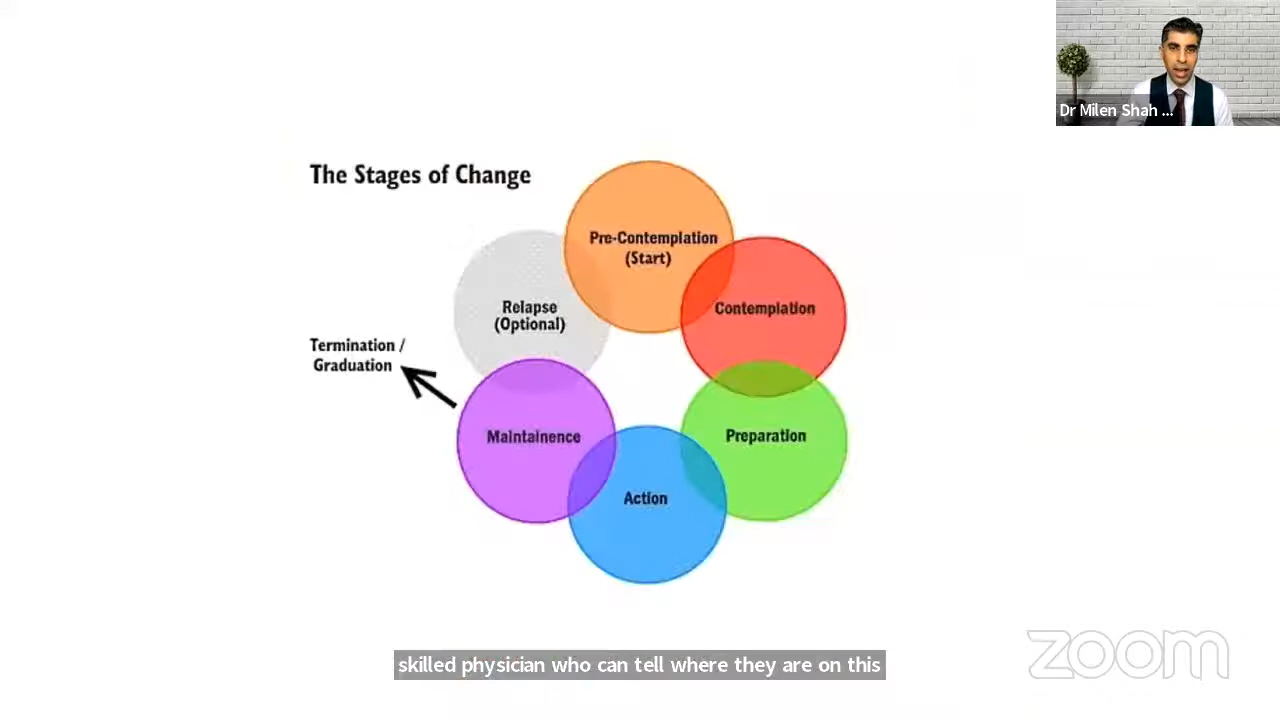 Dr Milen Shah ...
The Stages of Change
Pre-Contemplation
(Start)
Contemplation
Relapse
(Optional)
Termination /
Graduation
Maintainence
Preparation
Action
skilled physician who can tell where they are on this
zoom